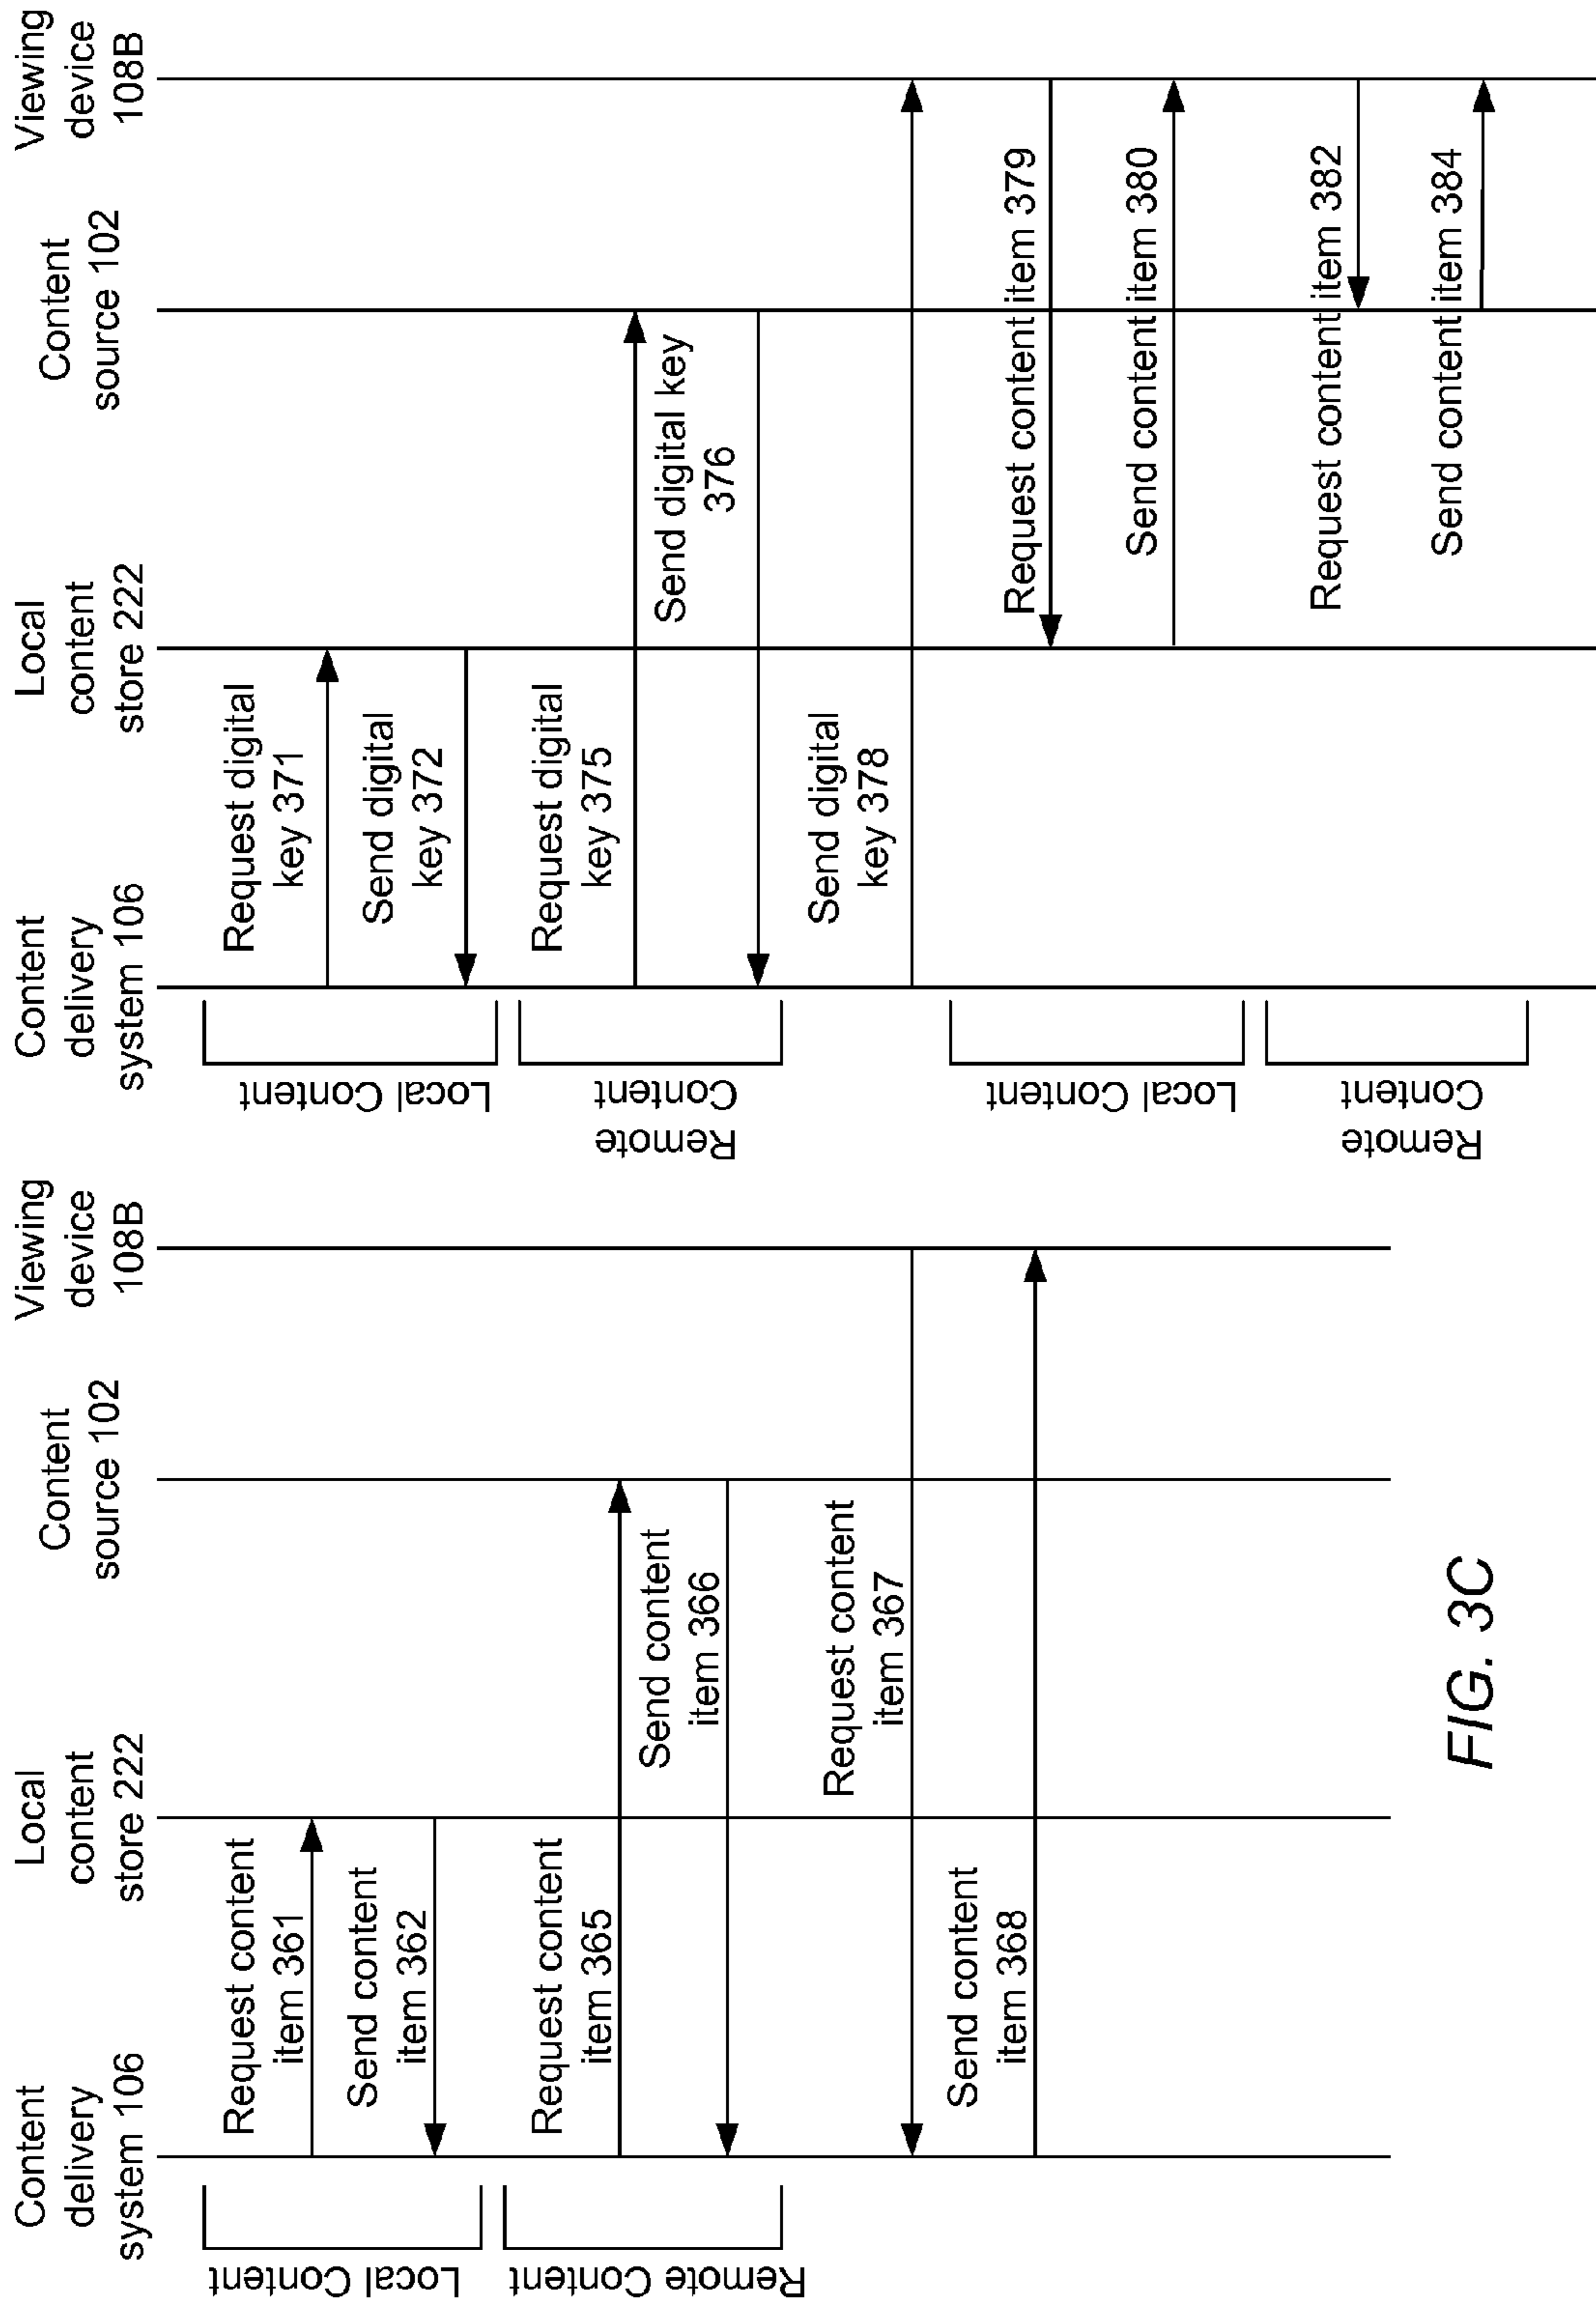 Content
delivery
system 106
Local
content
store 222
Content
source 102
Viewing
device
108B
Local Content
Request content
item 361
Send content
item 362
Remote Content
Request content
item 365
Send content
item 366
Request content
item 367
Send content
item 368
Content
delivery
system 106
Local
content
store 222
Content
source 102
Viewing
device
108B
Local Content
Request digital
key 371
Send digital
key 372
Remote
Content
Request digital
key 375
Send digital key
376
Send digital
key 378
Local Content
Request content item 379
Send content item 380
Remote
Content
Request content item 382
Send content item 384
FIG. 3C